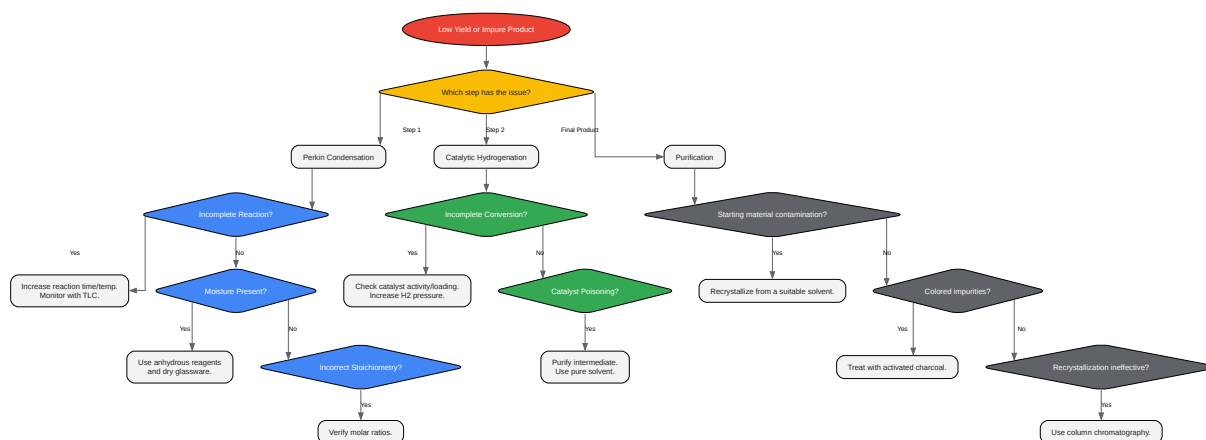 Low Yield or Impure Product
Which step has the issue?
Step 1
Step 2
Final Product
Perkin Condensation
Catalytic Hydrogenation
Purification
Incomplete Reaction?
Incomplete Conversion?
Starting material contamination?
Yes
No
Yes
No
Yes
No
Increase reaction time/temp.
Monitor with TLC.
Moisture Present?
Check catalyst activity/loading.
Increase H2 pressure.
Catalyst Poisoning?
Recrystallize from a suitable solvent.
Colored impurities?
Yes
No
Yes
Yes
No
Use anhydrous reagents
and dry glassware.
Incorrect Stoichiometry?
Purify intermediate.
Use pure solvent.
Treat with activated charcoal.
Recrystallization ineffective?
Yes
Yes
Verify molar ratios.
Use column chromatography.